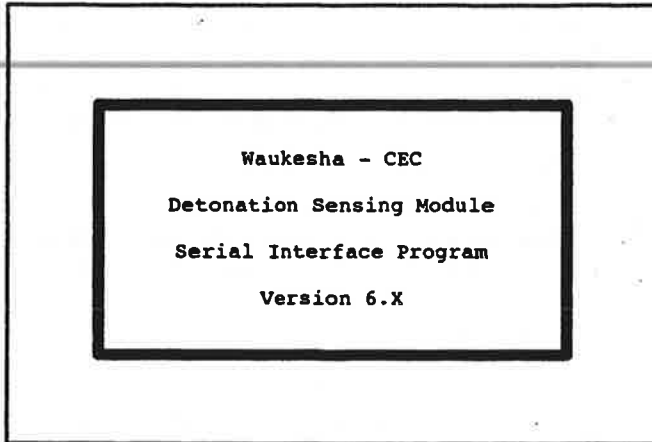 Waukesha - CEC
Detonation Sensing Module
Serial Interface Program
Version 6.X